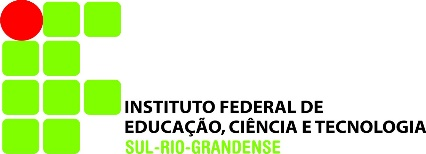 INSTITUTO FEDERAL DE
EDUCAÇÃO, CIÊNCIA E TECNOLOGIA
SUL-RIO-GRANDENSE